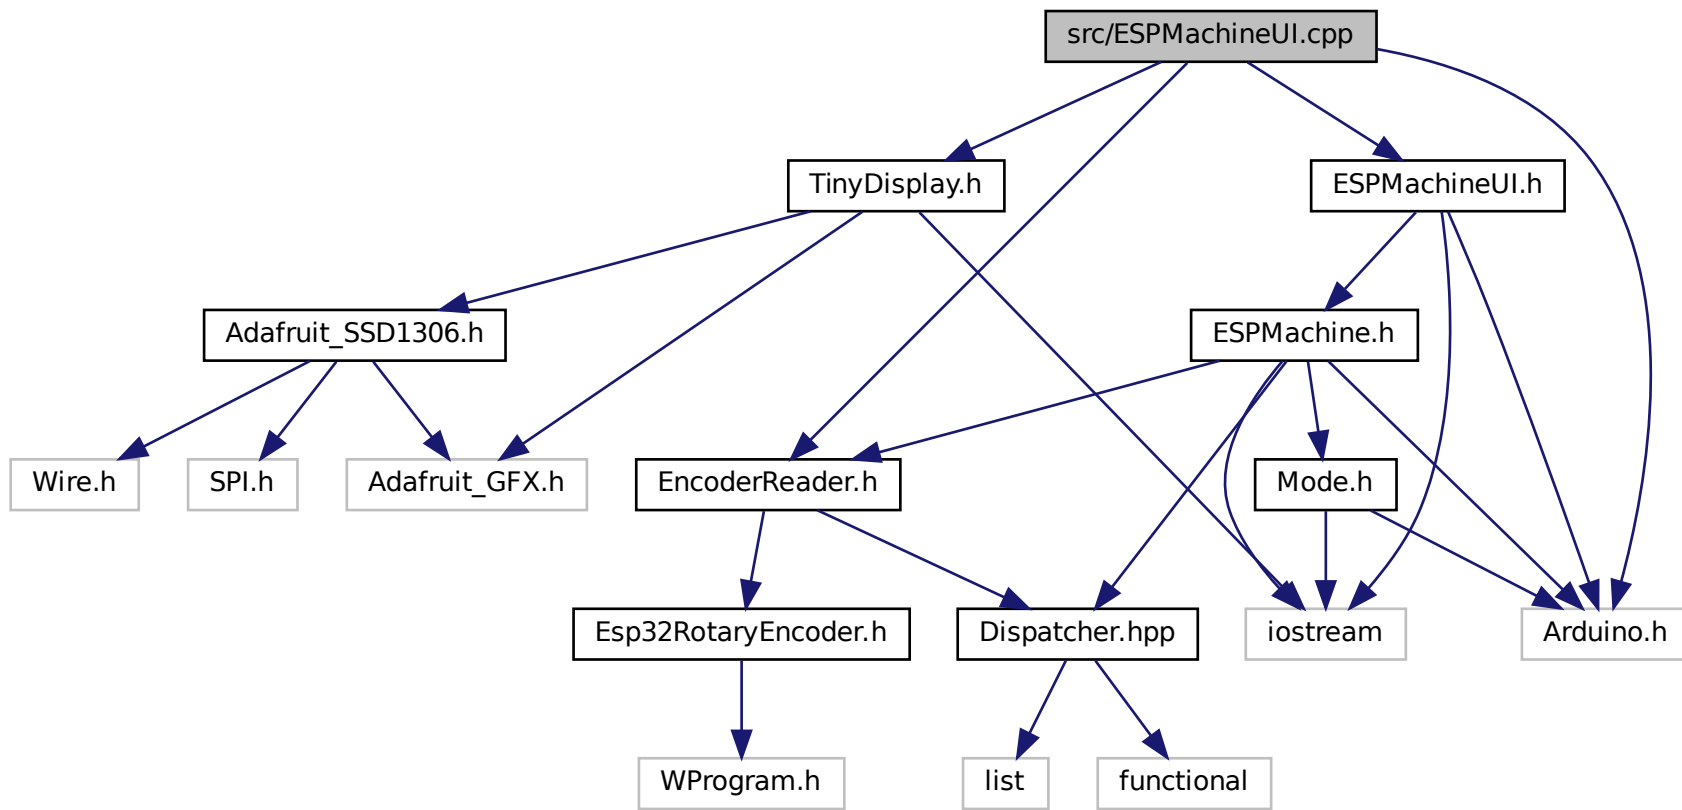 src/ESPMachineUI.cpp
TinyDisplay.h
ESPMachineUI.h
Adafruit_SSD1306.h
ESPMachine.h
Wire.h
SPI.h
Adafruit_GFX.h
EncoderReader.h
Mode.h
Esp32RotaryEncoder.h
Dispatcher.hpp
iostream
Arduino.h
WProgram.h
list
functional